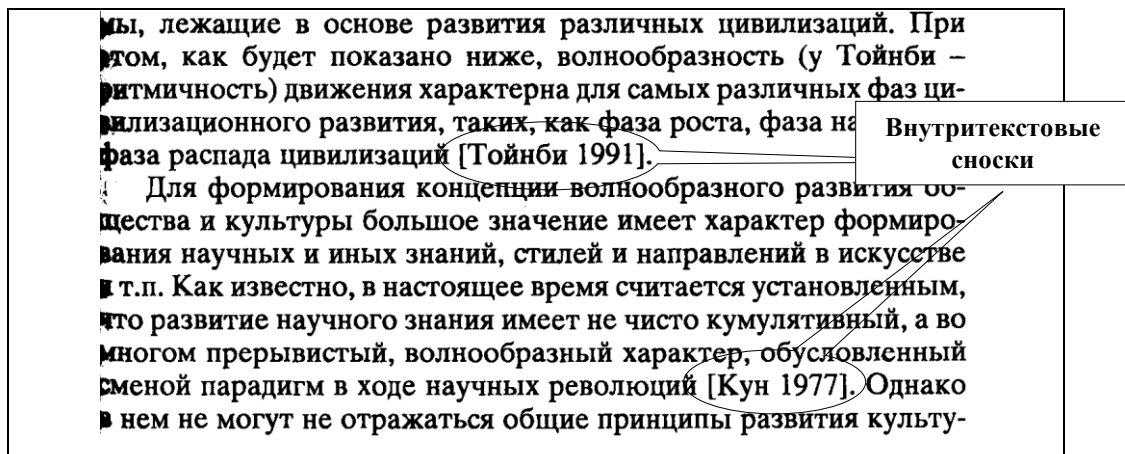 мы, лежащие в основе развития различных цивилизаций. При
этом, как будет показано ниже, волнообразность (у Тойнби –
ритмичность) движения характерна для самых различных фаз ци-
вилизационного развития, таких, как фаза роста, фаза на
фаза распада цивилизаций [Тойнби 1991].
Внутритекстовые
сноски
Для формирования концепции волнообразного развития об-
щества и культуры большое значение имеет характер формиро-
вания научных и иных знаний, стилей и направлений в искусстве
и т.п. Как известно, в настоящее время считается установленным,
что развитие научного знания имеет не чисто кумулятивный, а во
многом прерывистый, волнообразный характер, обусловленный
сменой парадигм в ходе научных революций [Кун 1977]. Однако
в нем не могут не отражаться общие принципы развития культу-